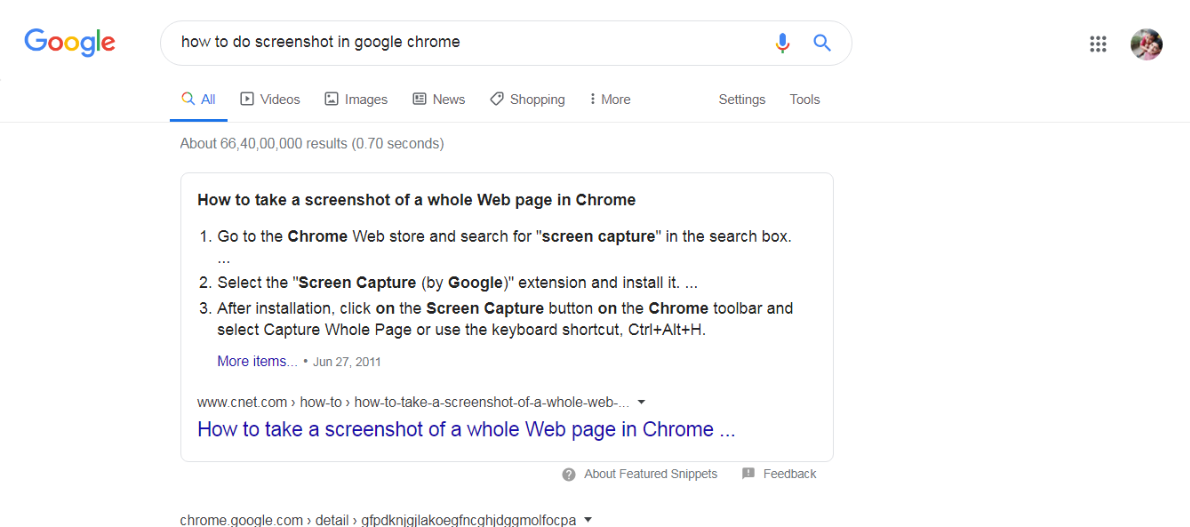 Google
how to do screenshot in google chrome
All Videos Images News Shopping More Settings Tools
About 66,40,00,000 results (0.70 seconds)
How to take a screenshot of a whole Web page in Chrome
1. Go to the Chrome Web store and search for "screen capture" in the search box.
...
2. Select the "Screen Capture (by Google)" extension and install it. ...
3. After installation, click on the Screen Capture button on the Chrome toolbar and
select Capture Whole Page or use the keyboard shortcut, Ctrl+Alt+H.
More items... • Jun 27, 2011
www.cnet.com › how-to › how-to-take-a-screenshot-of-a-whole-web-...
How to take a screenshot of a whole Web page in Chrome ...
About Featured Snippets Feedback
chrome.google.com › detail › gfpdknjgjlakoegfncghjdggmolfocpa